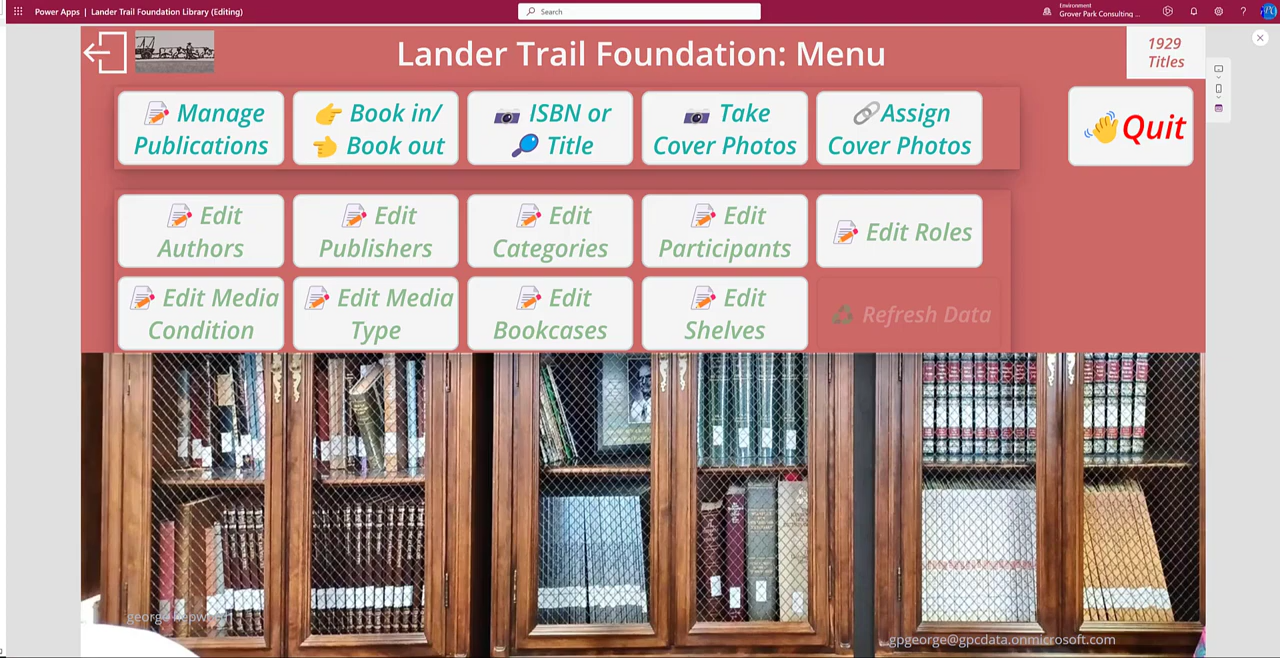 Power Apps | Lander Trail Foundation Library (Editing)
Search
Environment
Grover Park Consulting ...
Lander Trail Foundation: Menu
1929
Titles
Manage
Publications
Book in/
Book out
ISBN or
Title
Take
Cover Photos
Assign
Cover Photos
Quit
Edit
Authors
Edit
Publishers
Edit
Categories
Edit
Participants
Edit Roles
Edit Media
Condition
Edit Media
Type
Edit
Bookcases
Edit
Shelves
Refresh Data
george
gpgeorge@gpcdata.onmicrosoft.com